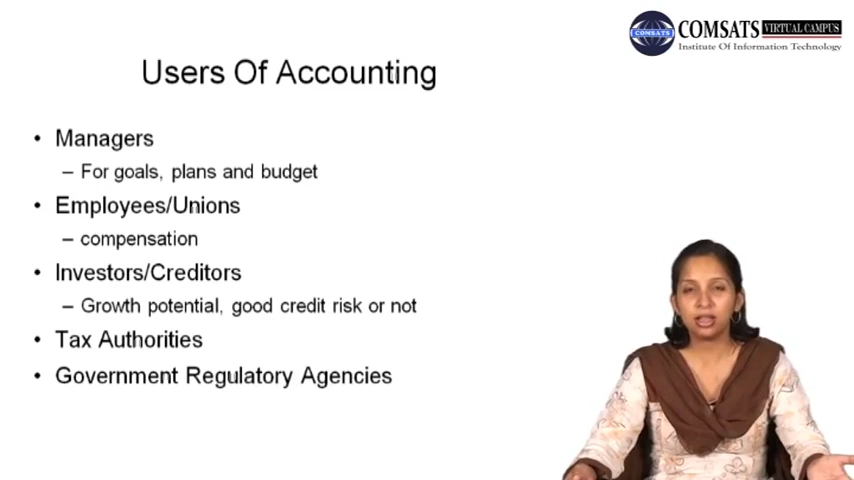 COMSATS VIRTUAL CAMPUS
COMSATS
Institute Of Information Technology
Users Of Accounting
• Managers
– For goals, plans and budget
• Employees/Unions
– compensation
• Investors/Creditors
– Growth potential, good credit risk or not
• Tax Authorities
• Government Regulatory Agencies